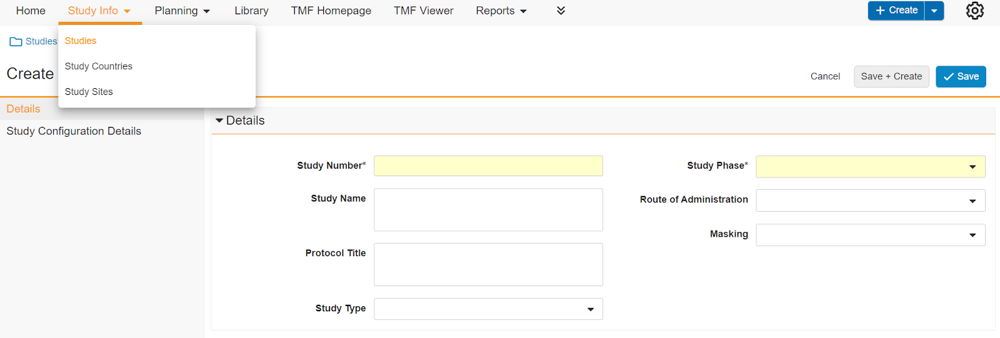 Home Study Info Planning Library TMF Homepage TMF Viewer Reports Create
Studies
Studies
Study Countries
Study Sites
Create
Cancel Save + Create Save
Details
Study Configuration Details
Details
Study Number*
Study Phase*
Study Name
Route of Administration
Masking
Protocol Title
Study Type